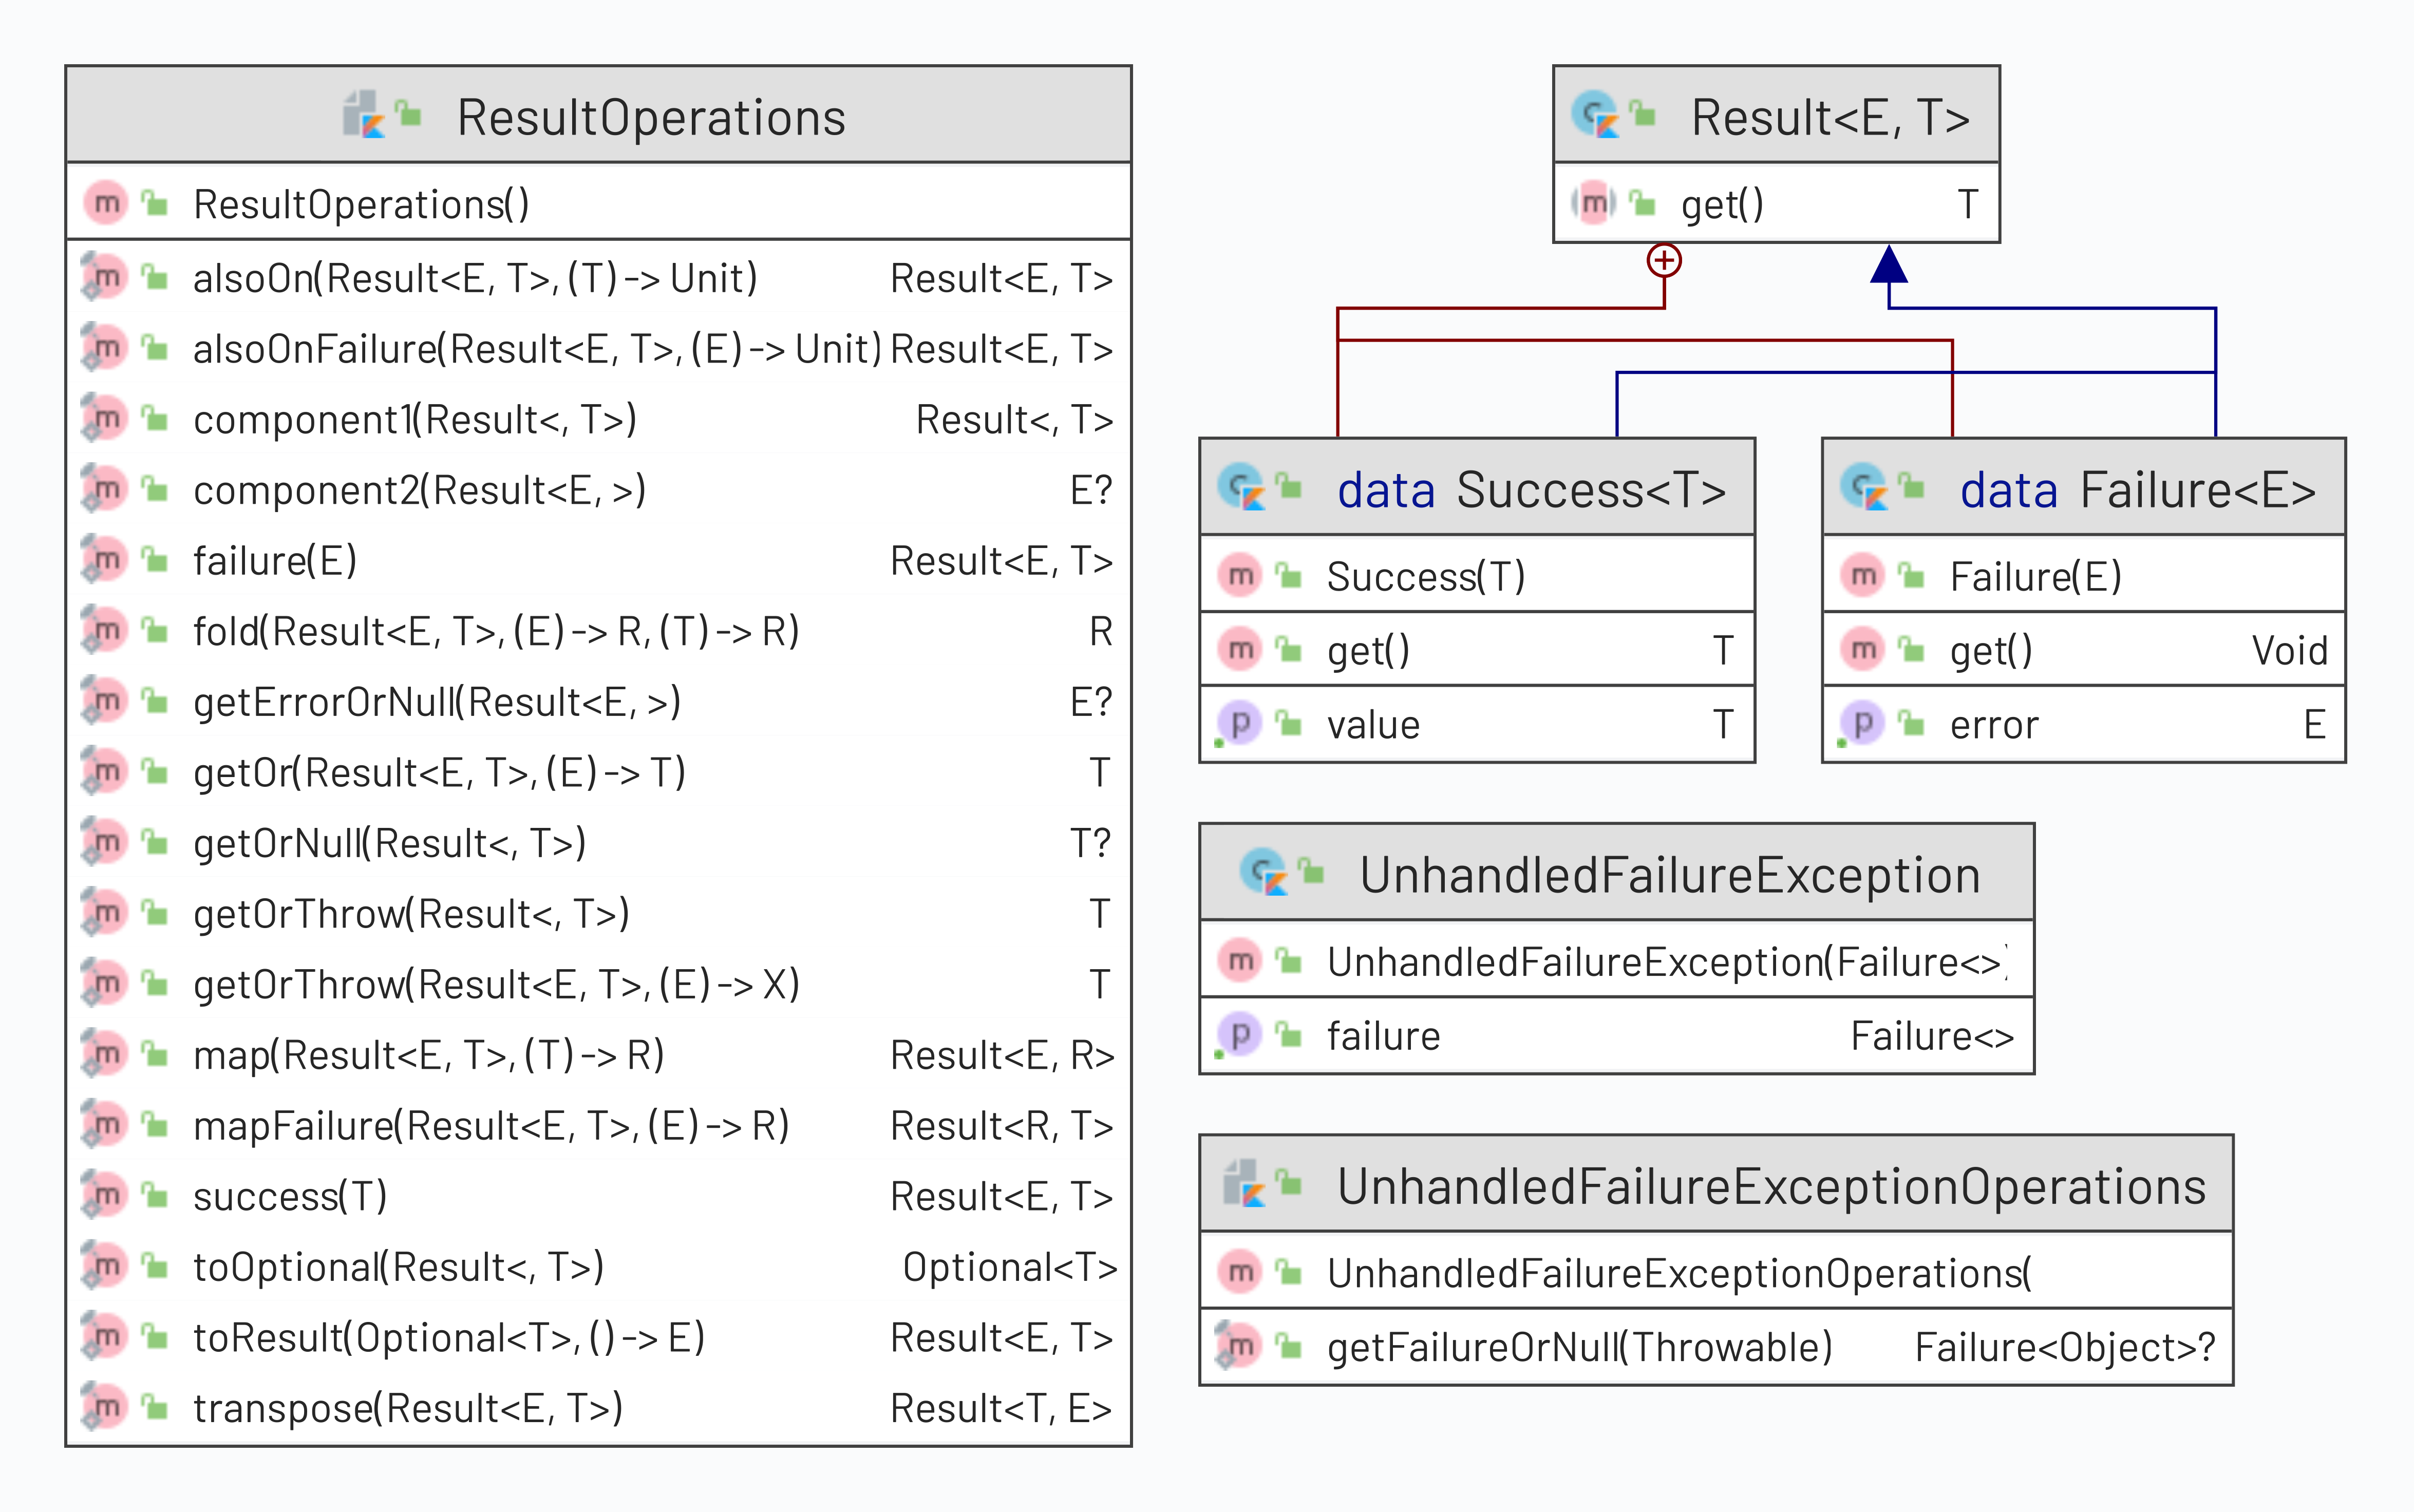 ResultOperations
ResultOperations()
alsoOn(Result<E, T>, (T) -> Unit) Result<E, T>
alsoOnFailure(Result<E, T>, (E) -> Unit) Result<E, T>
component1(Result<, T>) Result<, T>
component2(Result<E, >) E?
failure(E) Result<E, T>
fold(Result<E, T>, (E) -> R, (T) -> R) R
getErrorOrNull(Result<E, >) E?
getOr(Result<E, T>, (E) -> T) T
getOrNull(Result<, T>) T?
getOrThrow(Result<, T>) T
getOrThrow(Result<E, T>, (E) -> X) T
map(Result<E, T>, (T) -> R) Result<E, R>
mapFailure(Result<E, T>, (E) -> R) Result<R, T>
success(T) Result<E, T>
toOptional(Result<, T>) Optional<T>
toResult(Optional<T>, () -> E) Result<E, T>
transpose(Result<E, T>) Result<T, E>
Result<E, T>
get() T
data Success<T>
Success(T)
get() T
value T
data Failure<E>
Failure(E)
get() Void
error E
UnhandledFailureException
UnhandledFailureException(Failure<>)
failure Failure<>
UnhandledFailureExceptionOperations
UnhandledFailureExceptionOperations(
getFailureOrNull(Throwable) Failure<Object>?